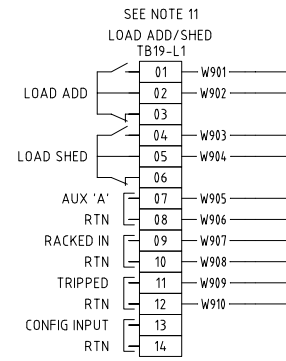 SEE NOTE 11
LOAD ADD/SHED
TB19-L1
01 W901
LOAD ADD 02 W902
03
04 W903
LOAD SHED 05 W904
06
AUX 'A' 07 W905
RTN 08 W906
RACKED IN 09 W907
RTN 10 W908
TRIPPED 11 W909
RTN 12 W910
CONFIG INPUT 13
RTN 14